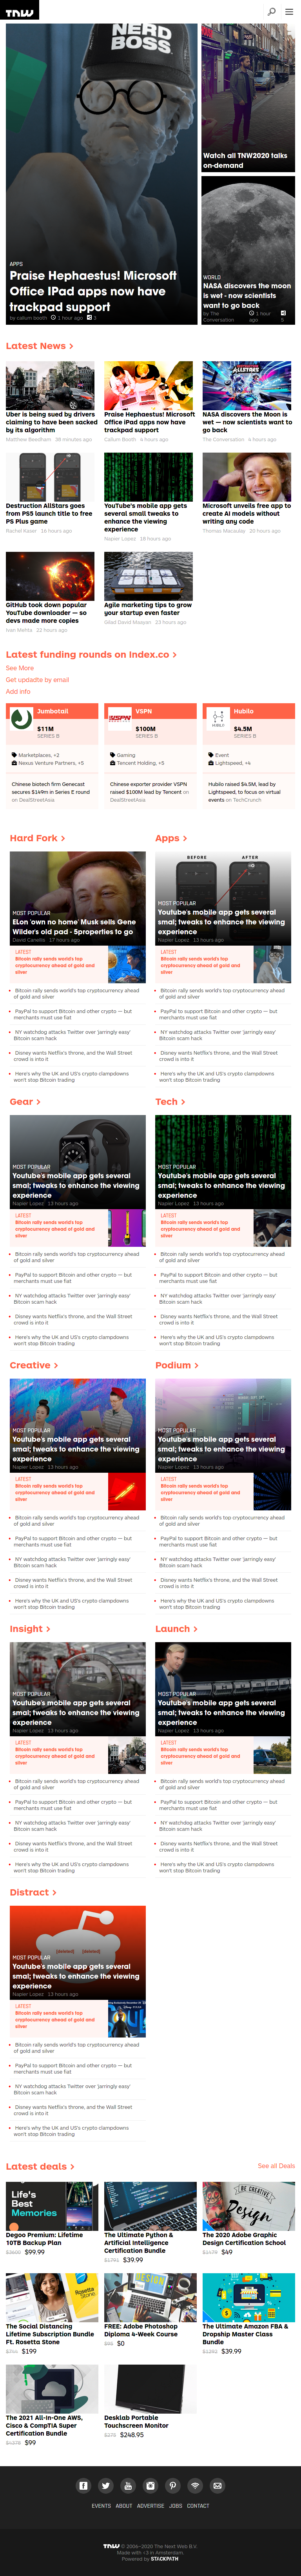 TNW
APPS
Praise Hephaestus! Microsoft
Office IPad apps now have
trackpad support
by callum booth 1 hour ago 3
Watch all TNW2020 talks
on-demand
WORLD
NASA discovers the moon
is wet - now scientists
want to go back
by The
Conversation
1 hour
ago
5
Latest News >
Uber is being sued by drivers
claiming to have been sacked
by its algorithm
Matthew Beedham 38 minutes ago
Praise Hephaestus! Microsoft
Office iPad apps now have
trackpad support
Callum Booth 4 hours ago
NASA discovers the Moon is
wet — now scientists want to
go back
The Conversation 4 hours ago
Destruction AllStars goes
from PS5 launch title to free
PS Plus game
Rachel Kaser 16 hours ago
YouTube's mobile app gets
several small tweaks to
enhance the viewing
experience
Napier Lopez 18 hours ago
Microsoft unveils free app to
create AI models without
writing any code
Thomas Macaulay 20 hours ago
GitHub took down popular
YouTube downloader — so
devs made more copies
Ivan Mehta 22 hours ago
Agile marketing tips to grow
your startup even faster
Gilad David Maayan 23 hours ago
Latest funding rounds on Index.co >
See More
Get updadte by email
Add info
Jumbotail
$11M
SERIES B
Marketplaces, +2
Nexus Venture Partners, +5
Chinese biotech firm Genecast
secures $149m in Series E round
on DealStreetAsia
VSPN
$100M
SERIES B
Gaming
Tencent Holding, +5
Chinese exporter provider VSPN
raised $100M lead by Tencent on
DealStreetAsia
Hubilo
$4.5M
SERIES B
Event
Lightspeed, +4
Hubilo raised $4.5M, lead by
Lightspeed, to focus on virtual
events on TechCrunch
Hard Fork >
MOST POPULAR
ELon 'own no home' Musk sells Gene
Wilder's old pad - 5properties to go
David Canellis 17 hours ago
LATEST
Bitcoin rally sends world's top
cryptocurrency ahead of gold and
silver
Bitcoin rally sends world's top cryptocurrency ahead
of gold and silver
PayPal to support Bitcoin and other crypto — but
merchants must use fiat
NY watchdog attacks Twitter over 'jarringly easy'
Bitcoin scam hack
Disney wants Netflix's throne, and the Wall Street
crowd is into it
Here's why the UK and US's crypto clampdowns
won't stop Bitcoin trading
Apps >
BEFORE AFTER
MOST POPULAR
Youtube's mobile app gets several
smal; tweaks to enhance the viewing
experience
Napier Lopez 13 hours ago
LATEST
Bitcoin rally sends world's top
cryptocurrency ahead of gold and
silver
Bitcoin rally sends world's top cryptocurrency ahead
of gold and silver
PayPal to support Bitcoin and other crypto — but
merchants must use fiat
NY watchdog attacks Twitter over 'jarringly easy'
Bitcoin scam hack
Disney wants Netflix's throne, and the Wall Street
crowd is into it
Here's why the UK and US's crypto clampdowns
won't stop Bitcoin trading
Gear >
MOST POPULAR
Youtube's mobile app gets several
smal; tweaks to enhance the viewing
experience
Napier Lopez 13 hours ago
LATEST
Bitcoin rally sends world's top
cryptocurrency ahead of gold and
silver
Bitcoin rally sends world's top cryptocurrency ahead
of gold and silver
PayPal to support Bitcoin and other crypto — but
merchants must use fiat
NY watchdog attacks Twitter over 'jarringly easy'
Bitcoin scam hack
Disney wants Netflix's throne, and the Wall Street
crowd is into it
Here's why the UK and US's crypto clampdowns
won't stop Bitcoin trading
Tech >
MOST POPULAR
Youtube's mobile app gets several
smal; tweaks to enhance the viewing
experience
Napier Lopez 13 hours ago
LATEST
Bitcoin rally sends world's top
cryptocurrency ahead of gold and
silver
Bitcoin rally sends world's top cryptocurrency ahead
of gold and silver
PayPal to support Bitcoin and other crypto — but
merchants must use fiat
NY watchdog attacks Twitter over 'jarringly easy'
Bitcoin scam hack
Disney wants Netflix's throne, and the Wall Street
crowd is into it
Here's why the UK and US's crypto clampdowns
won't stop Bitcoin trading
Creative >
MOST POPULAR
Youtube's mobile app gets several
smal; tweaks to enhance the viewing
experience
Napier Lopez 13 hours ago
LATEST
Bitcoin rally sends world's top
cryptocurrency ahead of gold and
silver
Bitcoin rally sends world's top cryptocurrency ahead
of gold and silver
PayPal to support Bitcoin and other crypto — but
merchants must use fiat
NY watchdog attacks Twitter over 'jarringly easy'
Bitcoin scam hack
Disney wants Netflix's throne, and the Wall Street
crowd is into it
Here's why the UK and US's crypto clampdowns
won't stop Bitcoin trading
Podium >
MOST POPULAR
Youtube's mobile app gets several
smal; tweaks to enhance the viewing
experience
Napier Lopez 13 hours ago
LATEST
Bitcoin rally sends world's top
cryptocurrency ahead of gold and
silver
Bitcoin rally sends world's top cryptocurrency ahead
of gold and silver
PayPal to support Bitcoin and other crypto — but
merchants must use fiat
NY watchdog attacks Twitter over 'jarringly easy'
Bitcoin scam hack
Disney wants Netflix's throne, and the Wall Street
crowd is into it
Here's why the UK and US's crypto clampdowns
won't stop Bitcoin trading
Insight >
MOST POPULAR
Youtube's mobile app gets several
smal; tweaks to enhance the viewing
experience
Napier Lopez 13 hours ago
LATEST
Bitcoin rally sends world's top
cryptocurrency ahead of gold and
silver
Bitcoin rally sends world's top cryptocurrency ahead
of gold and silver
PayPal to support Bitcoin and other crypto — but
merchants must use fiat
NY watchdog attacks Twitter over 'jarringly easy'
Bitcoin scam hack
Disney wants Netflix's throne, and the Wall Street
crowd is into it
Here's why the UK and US's crypto clampdowns
won't stop Bitcoin trading
Launch >
MOST POPULAR
Youtube's mobile app gets several
smal; tweaks to enhance the viewing
experience
Napier Lopez 13 hours ago
LATEST
Bitcoin rally sends world's top
cryptocurrency ahead of gold and
silver
Bitcoin rally sends world's top cryptocurrency ahead
of gold and silver
PayPal to support Bitcoin and other crypto — but
merchants must use fiat
NY watchdog attacks Twitter over 'jarringly easy'
Bitcoin scam hack
Disney wants Netflix's throne, and the Wall Street
crowd is into it
Here's why the UK and US's crypto clampdowns
won't stop Bitcoin trading
Distract >
MOST POPULAR
Youtube's mobile app gets several
smal; tweaks to enhance the viewing
experience
Napier Lopez 13 hours ago
LATEST
Bitcoin rally sends world's top
cryptocurrency ahead of gold and
silver
Bitcoin rally sends world's top cryptocurrency ahead
of gold and silver
PayPal to support Bitcoin and other crypto — but
merchants must use fiat
NY watchdog attacks Twitter over 'jarringly easy'
Bitcoin scam hack
Disney wants Netflix's throne, and the Wall Street
crowd is into it
Here's why the UK and US's crypto clampdowns
won't stop Bitcoin trading
Latest deals >
See all Deals
Life's
Best
Memories
Degoo Premium: Lifetime
10TB Backup Plan
$3600 $99.99
The Ultimate Python &
Artificial Intelligence
Certification Bundle
$39.99
BE CREATIVE
Design
The 2020 Adobe Graphic
Design Certification School
$49
The Social Distancing
Lifetime Subscription Bundle
Ft. Rosetta Stone
$199
DESIGN
FREE: Adobe Photoshop
Diploma 4-Week Course
$0
The Ultimate Amazon FBA &
Dropship Master Class
Bundle
$39.99
The 2021 All-In-One AWS,
Cisco & CompTIA Super
Certification Bundle
$99
Desklab Portable
Touchscreen Monitor
$248.95
EVENTS ABOUT ADVERTISE JOBS CONTACT
TNW © 2006–2020 The Next Web B.V.
Made with <3 in Amsterdam.
Powered by STACKPATH